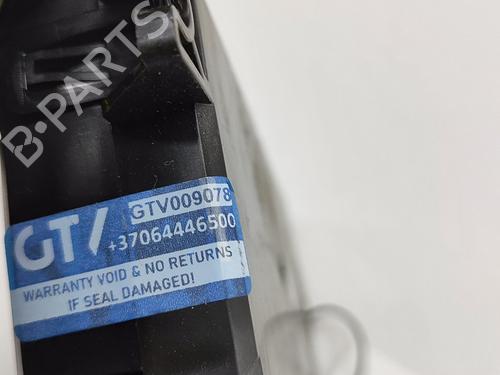 B-PARTS
GTV009078
GT/
+37064446500
WARRANTY VOID & NO RETURNS
IF SEAL DAMAGED!